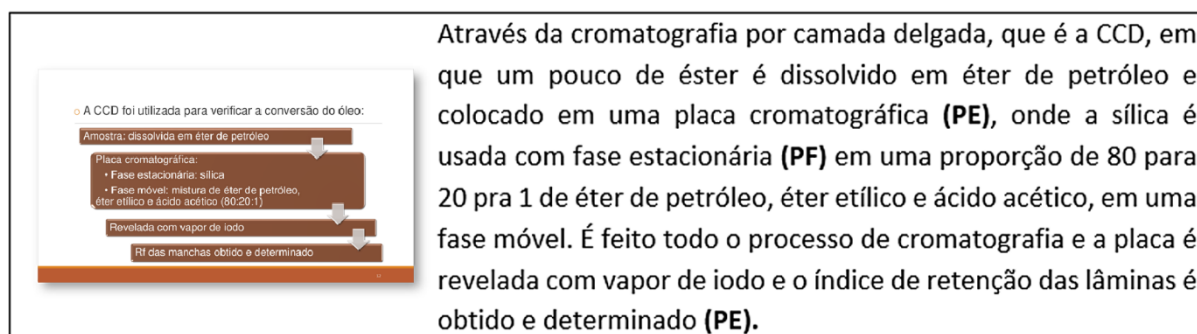 A CCD foi utilizada para verificar a conversão do óleo:
Amostra: dissolvida em éter de petróleo
Placa cromatográfica:
• Fase estacionária: sílica
• Fase móvel: mistura de éter de petróleo,
éter etílico e ácido acético (80:20:1)
Revelada com vapor de iodo
Rf das manchas obtido e determinado
Através da cromatografia por camada delgada, que é a CCD, em
que um pouco de éster é dissolvido em éter de petróleo e
colocado em uma placa cromatográfica (PE), onde a sílica é
usada com fase estacionária (PF) em uma proporção de 80 para
20 pra 1 de éter de petróleo, éter etílico e ácido acético, em uma
fase móvel. É feito todo o processo de cromatografia e a placa é
revelada com vapor de iodo e o índice de retenção das lâminas é
obtido e determinado (PE).